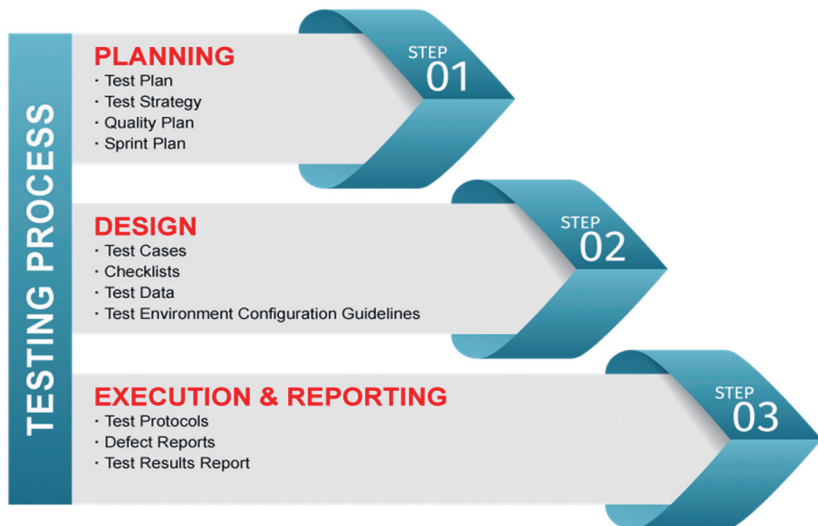 TESTING PROCESS
PLANNING
· Test Plan
· Test Strategy
· Quality Plan
· Sprint Plan
STEP
01
DESIGN
· Test Cases
· Checklists
· Test Data
· Test Environment Configuration Guidelines
STEP
02
EXECUTION & REPORTING
· Test Protocols
· Defect Reports
· Test Results Report
STEP
03